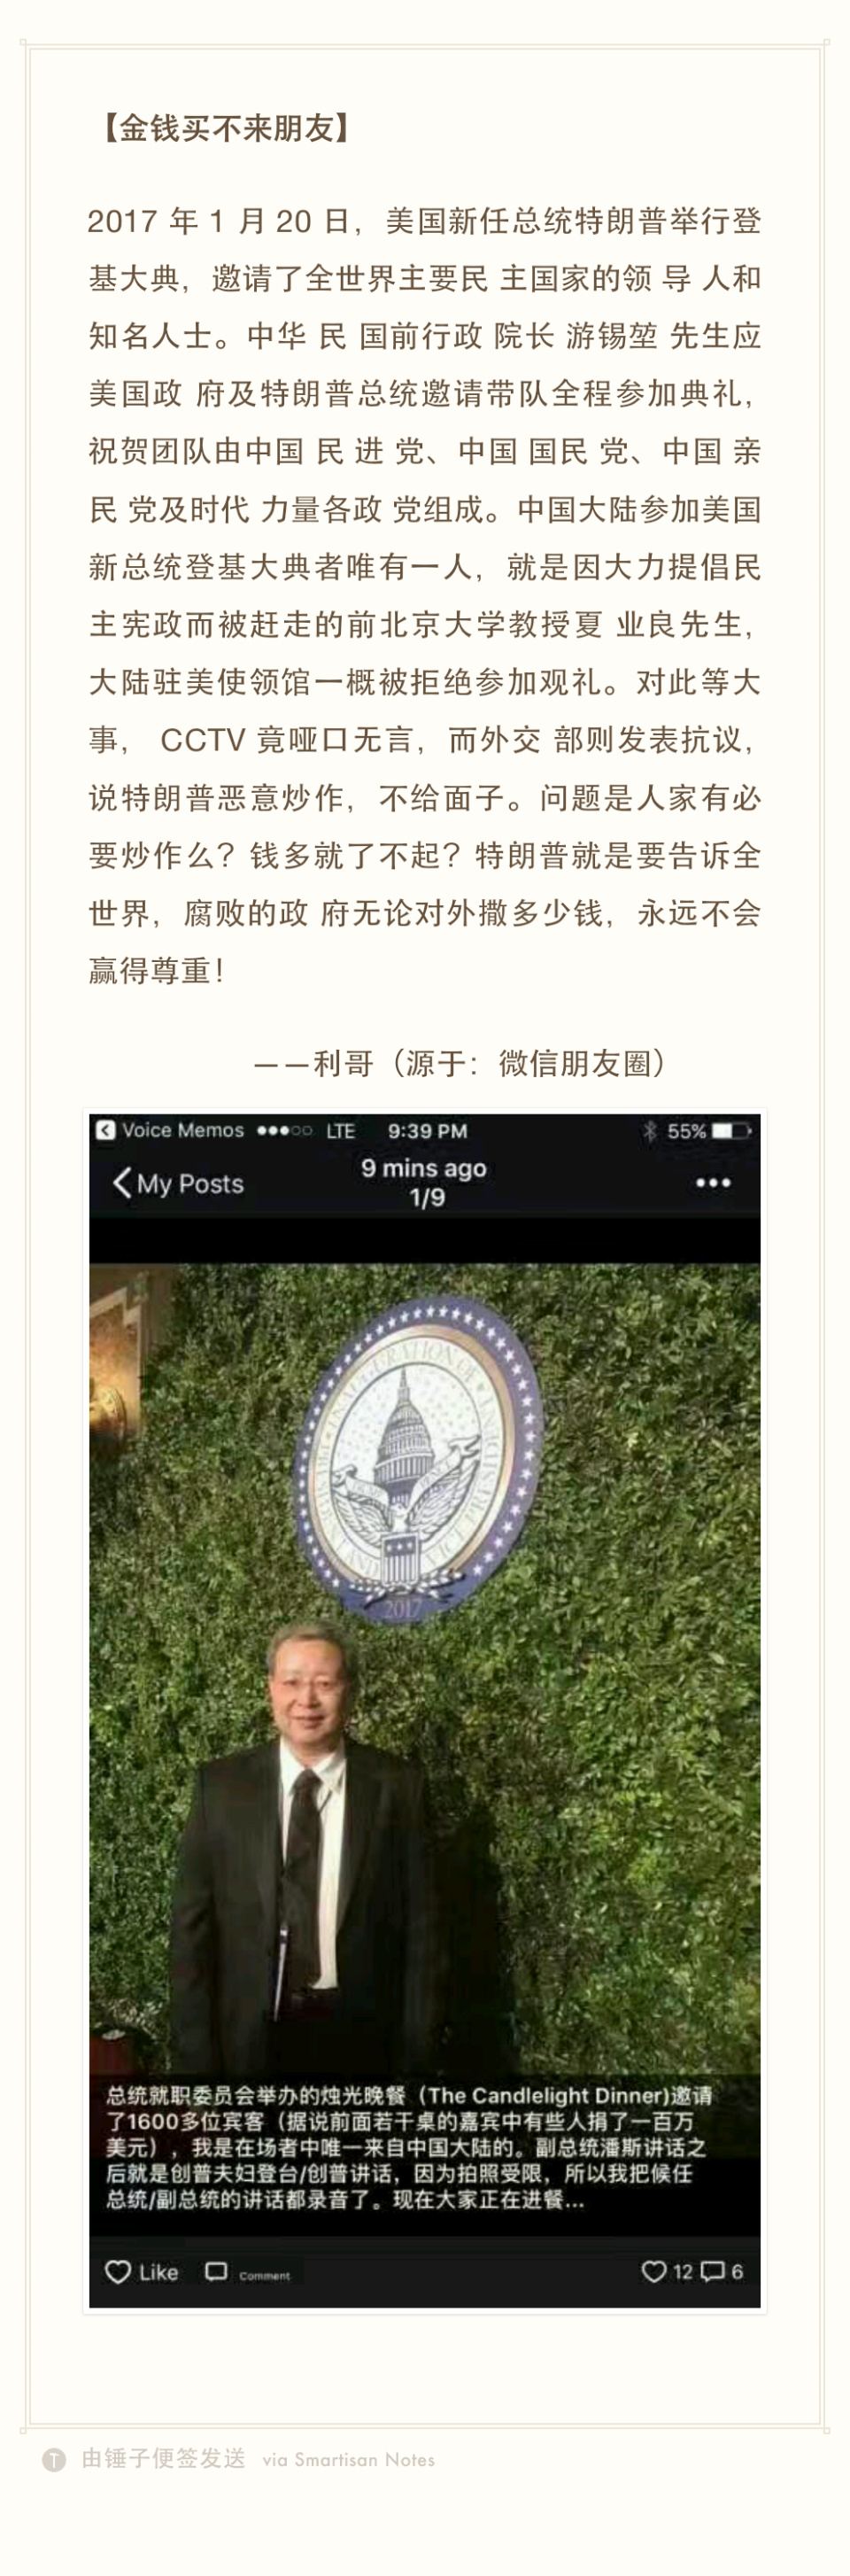 【金钱买不来朋友】
2017 年 1 月 20 日，美国新任总统特朗普举行登
基大典，邀请了全世界主要民 主国家的领 导 人和
知名人士。中华 民 国前行政 院长 游锡堃 先生应
美国政 府及特朗普总统邀请带队全程参加典礼，
祝贺团队由中国 民 进 党、中国 国民 党、中国 亲
民 党及时代 力量各政 党组成。中国大陆参加美国
新总统登基大典者唯有一人，就是因大力提倡民
主宪政而被赶走的前北京大学教授夏 业良先生，
大陆驻美使领馆一概被拒绝参加观礼。对此等大
事， CCTV 竟哑口无言，而外交 部则发表抗议，
说特朗普恶意炒作，不给面子。问题是人家有必
要炒作么？钱多就了不起？特朗普就是要告诉全
世界，腐败的政 府无论对外撒多少钱，永远不会
赢得尊重！
——利哥（源于：微信朋友圈）
Voice Memos LTE 9:39 PM 55%
My Posts 9 mins ago
1/9
2017
总统就职委员会举办的烛光晚餐（The Candlelight Dinner)邀请
了1600多位宾客（据说前面若干桌的嘉宾中有些人捐了一百万
美元），我是在场者中唯一来自中国大陆的。副总统潘斯讲话之
后就是创普夫妇登台/创普讲话，因为拍照受限，所以我把候任
总统/副总统的讲话都录音了。现在大家正在进餐...
Like Comment 12 6
T 由锤子便签发送 via Smartisan Notes